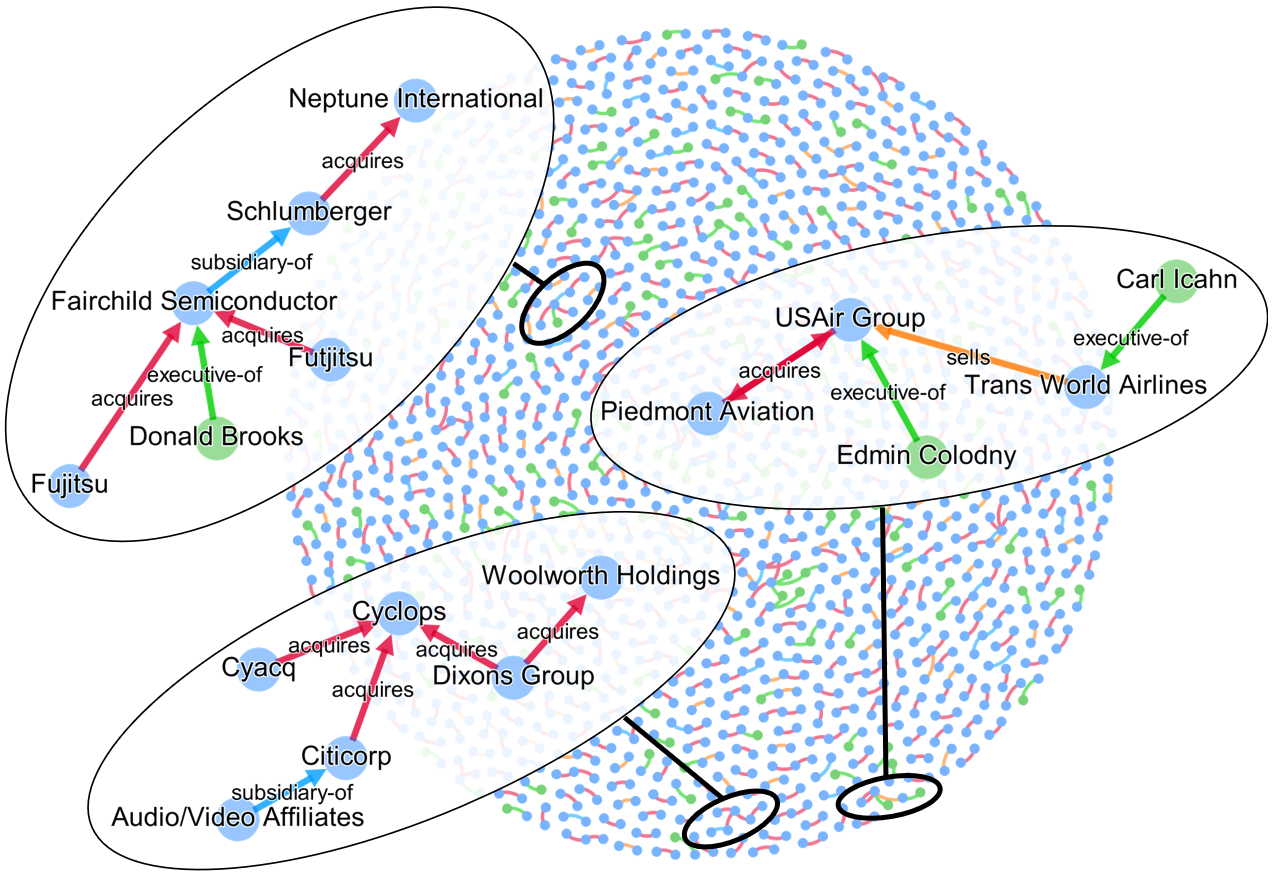 Neptune International
acquires
Schlumberger
subsidiary-of
Fairchild Semiconductor
acquires
Futjitsu
executive-of
acquires
Donald Brooks
Fujitsu
Carl Icahn
USAir Group
executive-of
sells
acquires
Trans World Airlines
executive-of
Piedmont Aviation
Edmin Colodny
Woolworth Holdings
Cyclops
acquires
acquires
acquires
Cyacq
Dixons Group
acquires
Citicorp
subsidiary-of
Audio/Video Affiliates